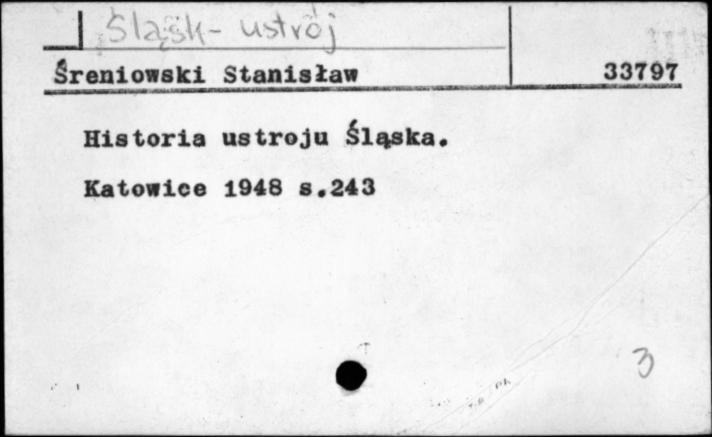 Śląsk - ustrój
Śreniowski Stanisław 33797
Historia ustroju Śląska.
Katowice 1948 s.243
3